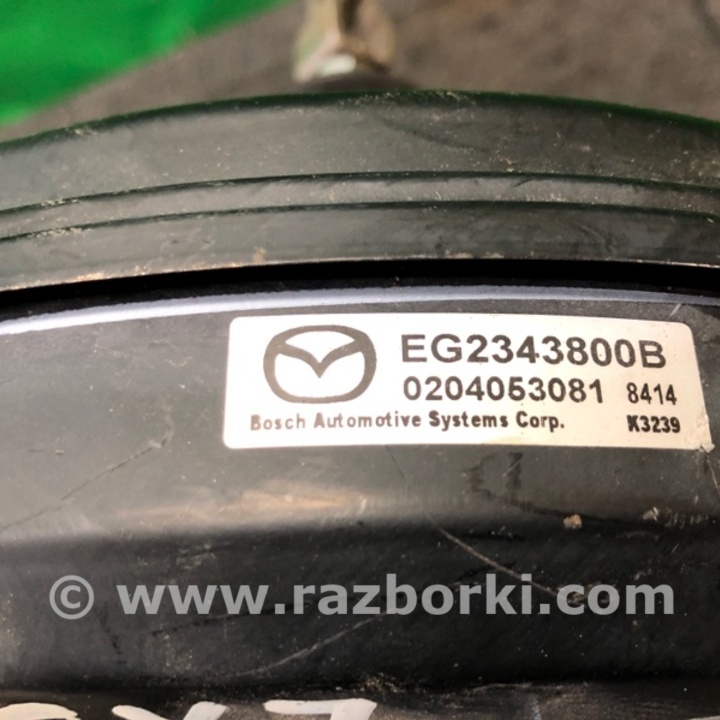 EG2343800B
0204053081 8414
Bosch Automotive Systems Corp. K3239
© www.razborki.com